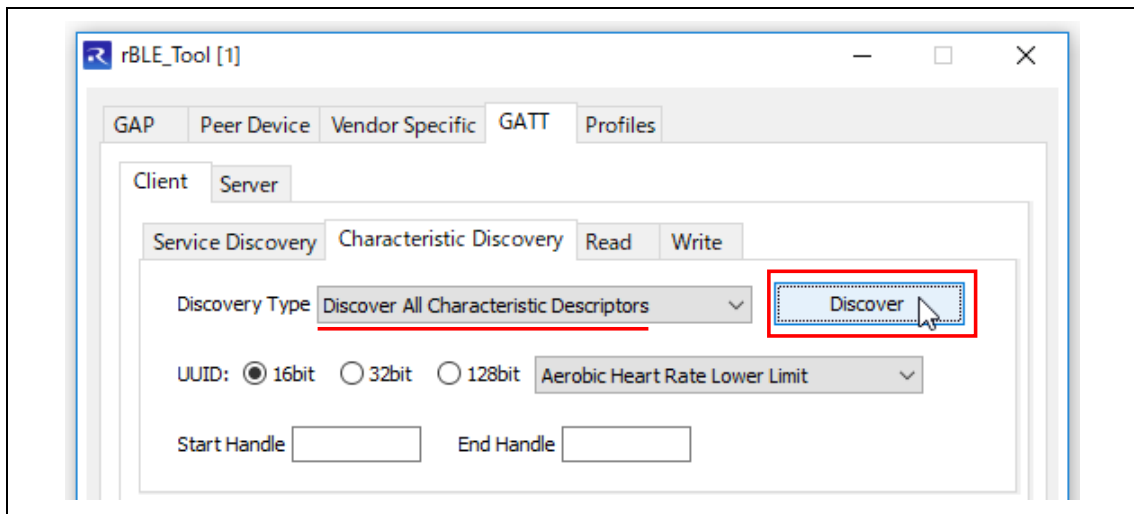 rBLE_Tool [1]
GAP Peer Device Vendor Specific GATT Profiles
Client Server
Service Discovery Characteristic Discovery Read Write
Discovery Type Discover All Characteristic Descriptors Discover
UUID: 16bit 32bit 128bit Aerobic Heart Rate Lower Limit
Start Handle End Handle